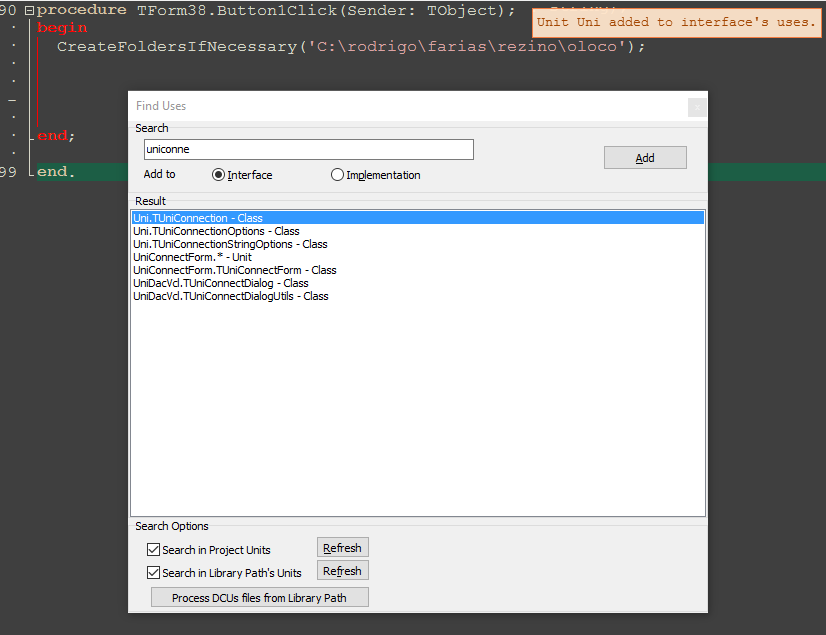 90 procedure TForm38.Button1Click(Sender: TObject);
Unit Uni added to interface's uses.
begin
CreateFoldersIfNecessary('C:\rodrigo\farias\rezino\oloco');
end;
99 end.
Find Uses
Search
uniconne
Add
Add to Interface Implementation
Result
Uni.TUniConnection - Class
Uni.TUniConnectionOptions - Class
Uni.TUniConnectionStringOptions - Class
UniConnectForm.* - Unit
UniConnectForm.TUniConnectForm - Class
UniDacVcl.TUniConnectDialog - Class
UniDacVcl.TUniConnectDialogUtils - Class
Search Options
Search in Project Units Refresh
Search in Library Path's Units Refresh
Process DCUs files from Library Path